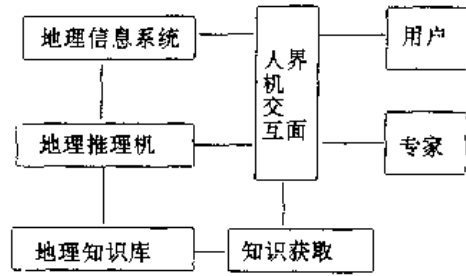 地理信息系统
人界
机
交
互面
用户
地理推理机
专家
地理知识库
知识获取